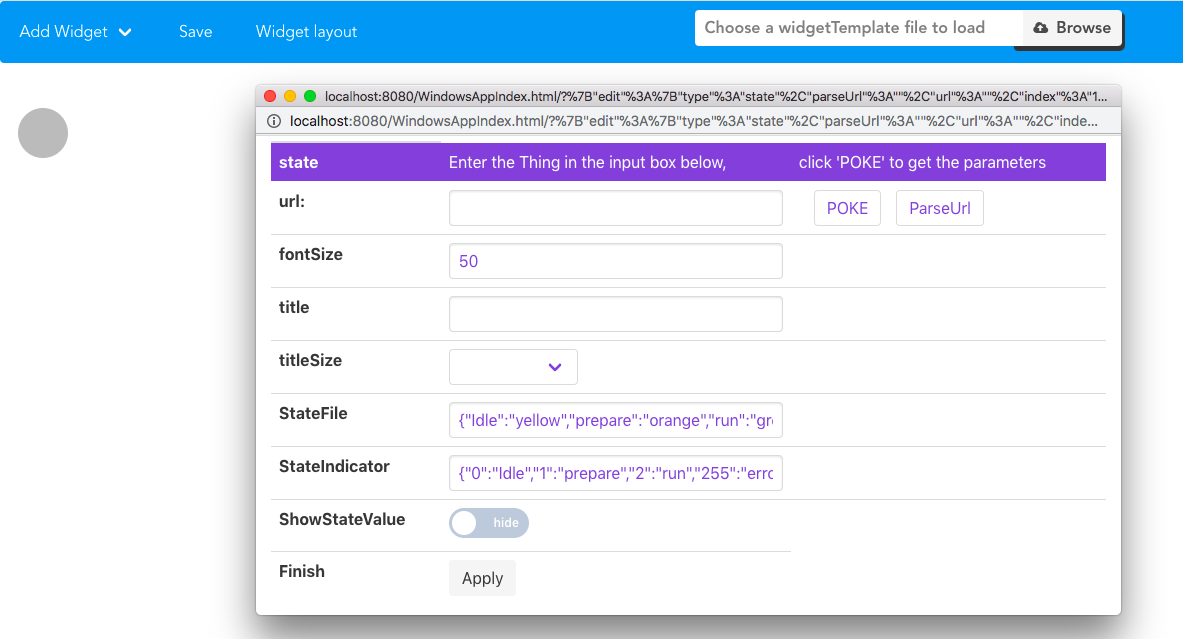 Add Widget Save Widget layout Choose a widgetTemplate file to load Browse
localhost:8080/WindowsAppIndex.html/?%7B"edit"%3A%7B"type"%3A"state"%2C"parseUrl"%3A""%2C"url"%3A""%2C"index"%3A"1...
localhost:8080/WindowsAppIndex.html/?%7B"edit"%3A%7B"type"%3A"state"%2C"parseUrl"%3A""%2C"url"%3A""%2C"inde...
state Enter the Thing in the input box below, click 'POKE' to get the parameters
url: POKE ParseUrl
fontSize 50
title
titleSize
StateFile {"Idle":"yellow","prepare":"orange","run":"gr
StateIndicator {"0":"Idle","1":"prepare","2":"run","255":"erro
ShowStateValue hide
Finish Apply